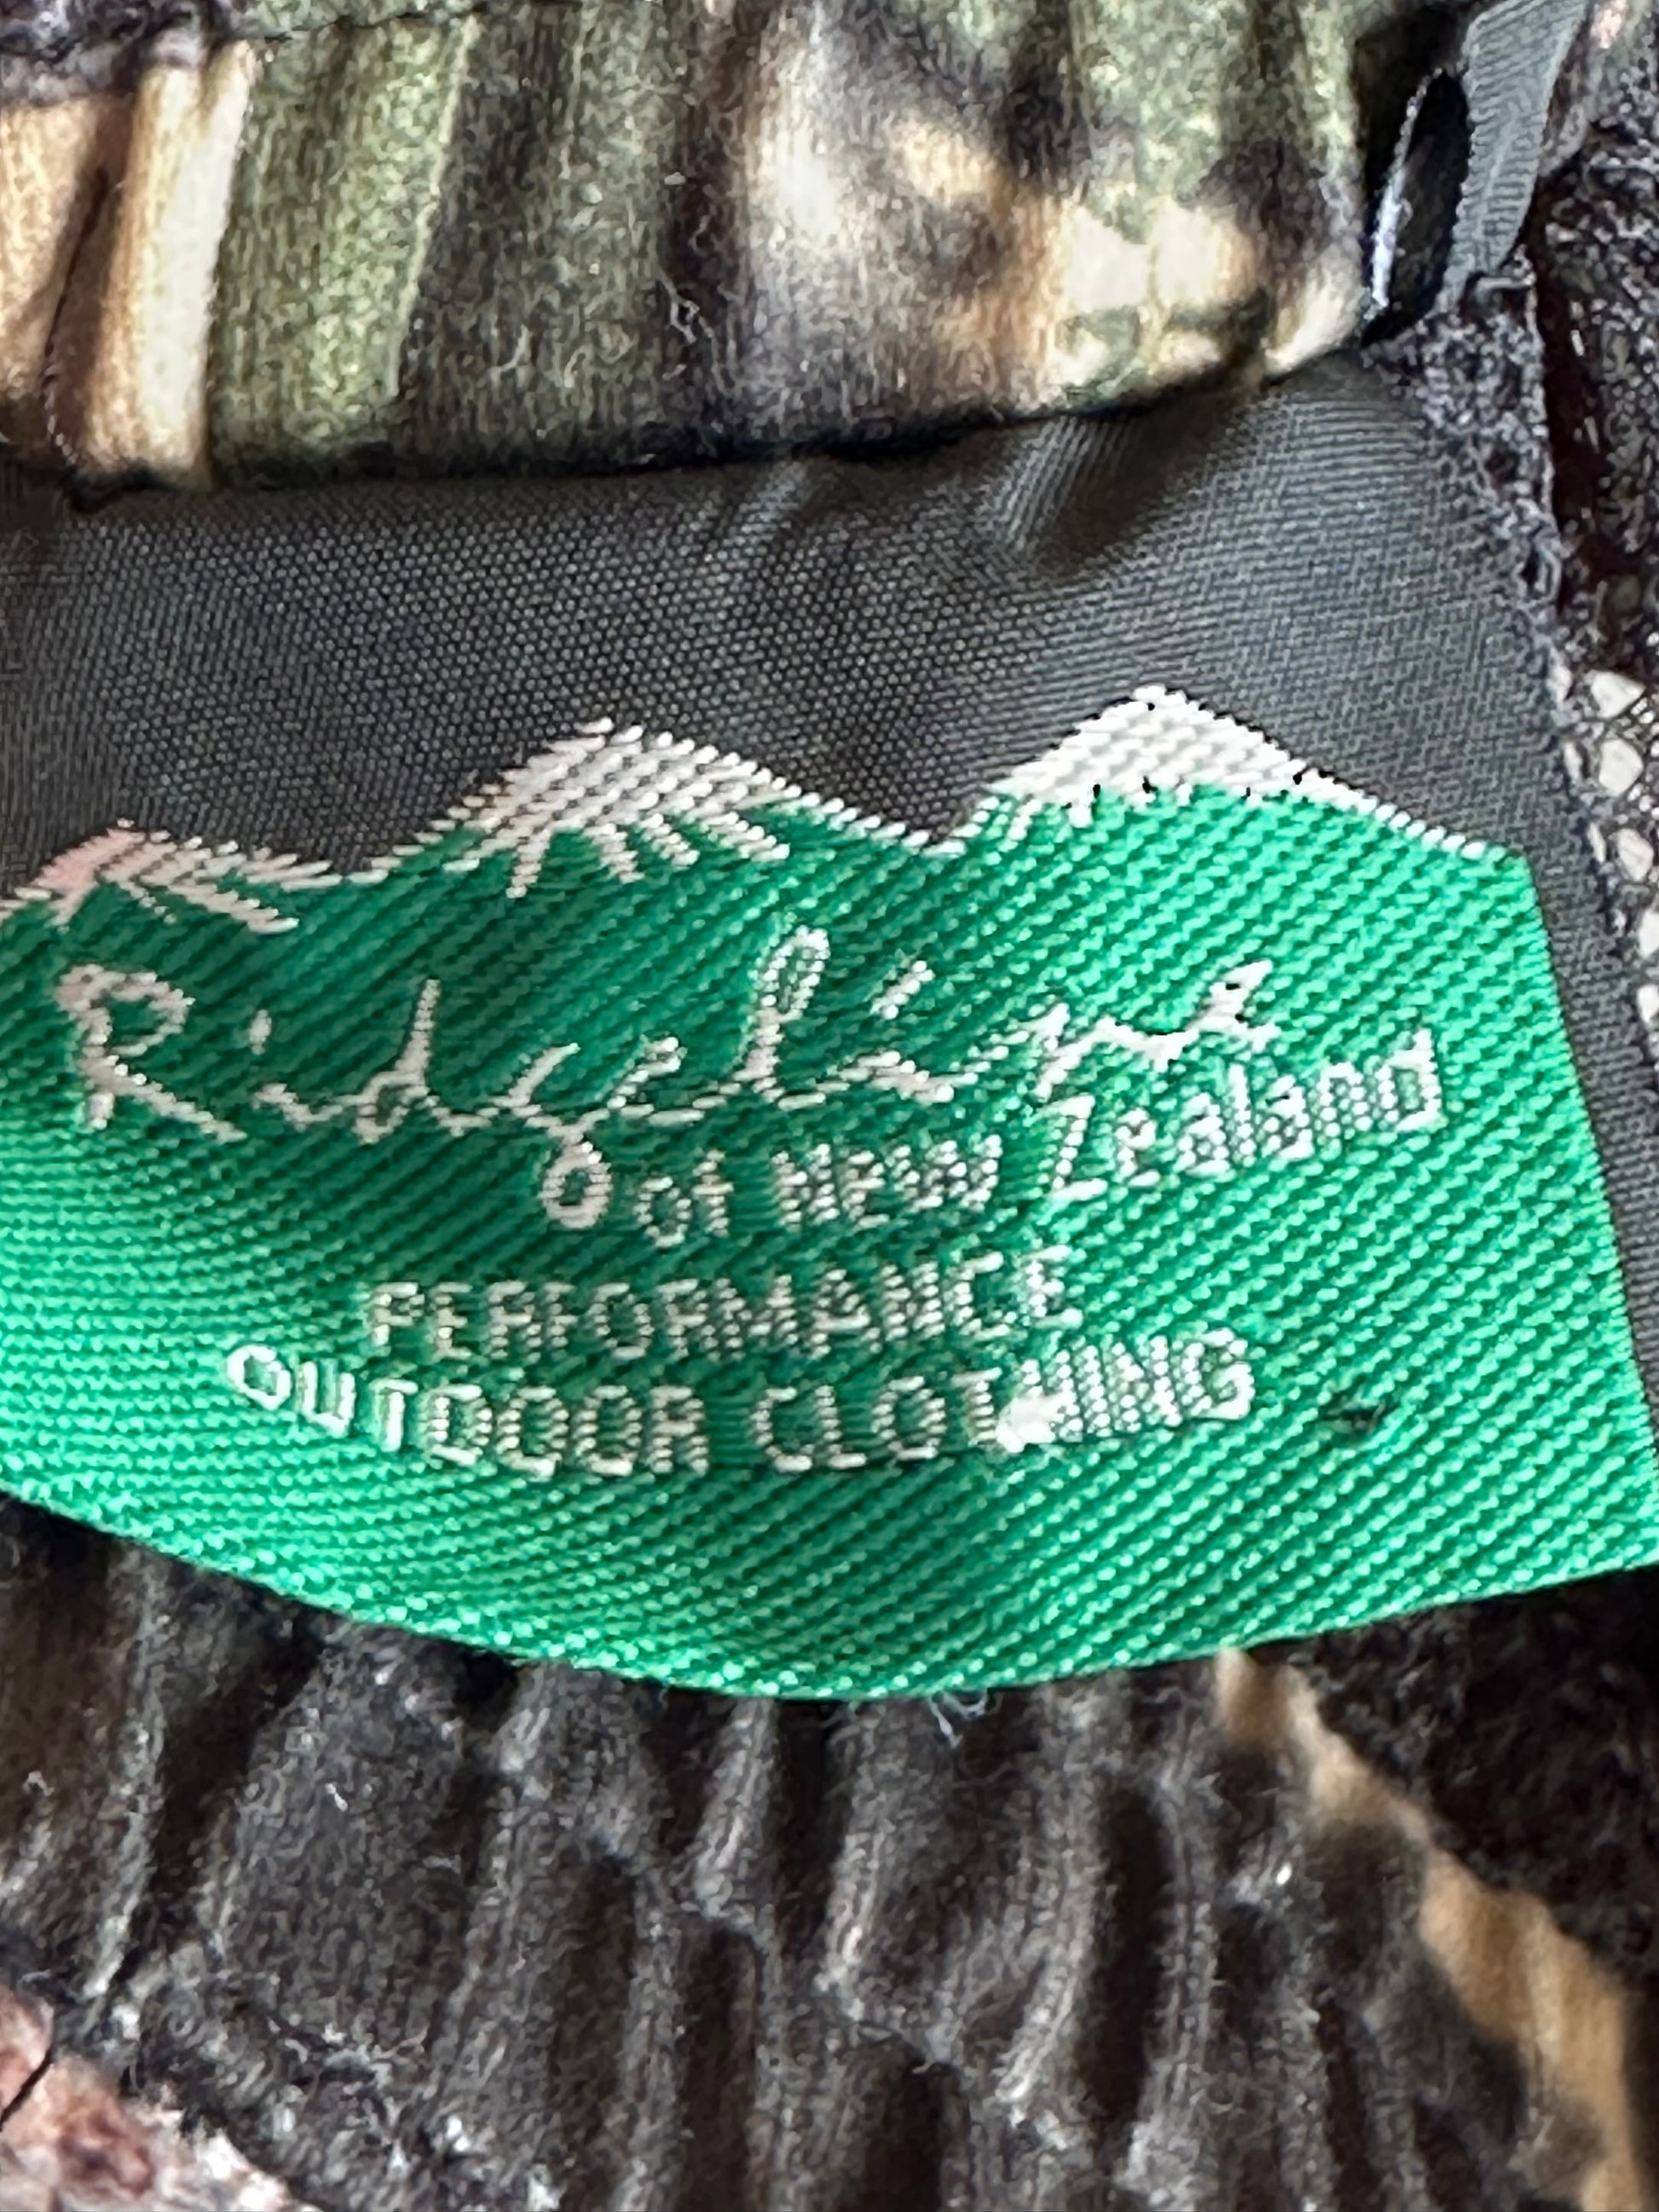 Ridgeline
of New Zealand
PERFORMANCE
OUTDOOR CLOTHING